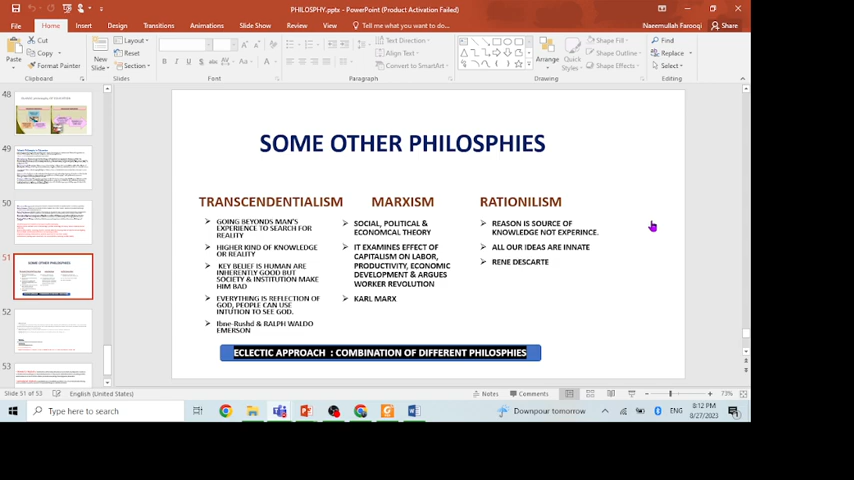 PHILOSPHY.pptx - PowerPoint (Product Activation Failed)
File Home Insert Design Transitions Animations Slide Show Review View Tell me what you want to do... Naeemullah Farooqi Share
Paste
Cut
Copy
Format Painter
Clipboard
New Slide
Layout
Reset
Section
Slides
Font
Text Direction
Align Text
Convert to SmartArt
Paragraph
Arrange
Quick Styles
Shape Fill
Shape Outline
Shape Effects
Drawing
Find
Replace
Select
Editing
48
49
50
51
52
53
SOME OTHER PHILOSPHIES
TRANSCENDENTIALISM
GOING BEYONDS MAN'S
EXPERIENCE TO SEARCH FOR
REALITY
HIGHER KIND OF KNOWLEDGE
OR REALITY
KEY BELIEF IS HUMAN ARE
INHERENTLY GOOD BUT
SOCIETY & INSTITUTION MAKE
HIM BAD
EVERYTHING IS REFLECTION OF
GOD, PEOPLE CAN USE
INTUTION TO SEE GOD.
Ibne-Rushd & RALPH WALDO
EMERSON
MARXISM
SOCIAL, POLITICAL &
ECONOMCAL THEORY
IT EXAMINES EFFECT OF
CAPITALISM ON LABOR,
PRODUCTIVITY, ECONOMIC
DEVELOPMENT & ARGUES
WORKER REVOLUTION
KARL MARX
RATIONILISM
REASON IS SOURCE OF
KNOWLEDGE NOT EXPERINCE.
ALL OUR IDEAS ARE INNATE
RENE DESCARTE
ECLECTIC APPROACH : COMBINATION OF DIFFERENT PHILOSPHIES
Slide 51 of 53 English (United States) Notes Comments 73%
Type here to search
Downpour tomorrow
ENG
8:12 PM
8/27/2023